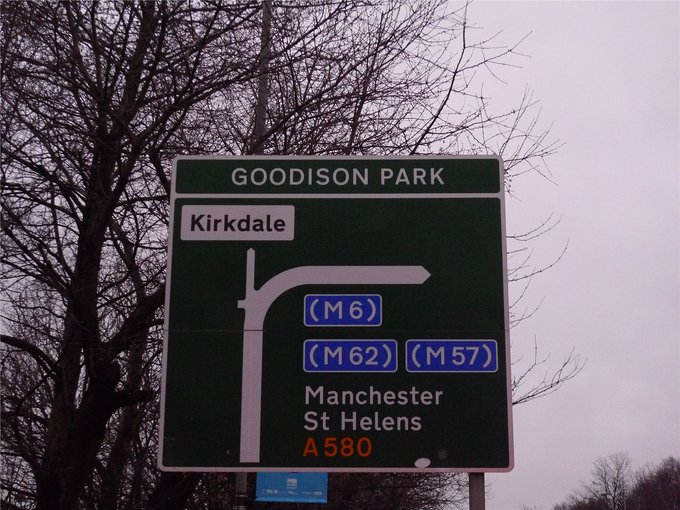 GOODISON PARK
Kirkdale
(M6)
(M62) (M57)
Manchester
St Helens
A580